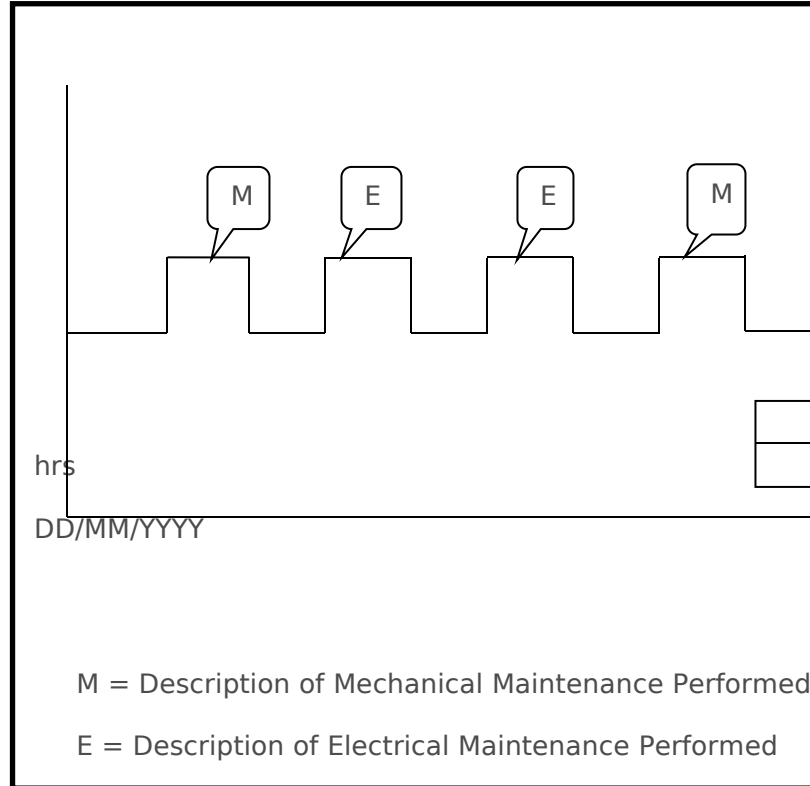 M
E
E
M
hrs
DD/MM/YYYY
M = Description of Mechanical Maintenance Performed
E = Description of Electrical Maintenance Performed